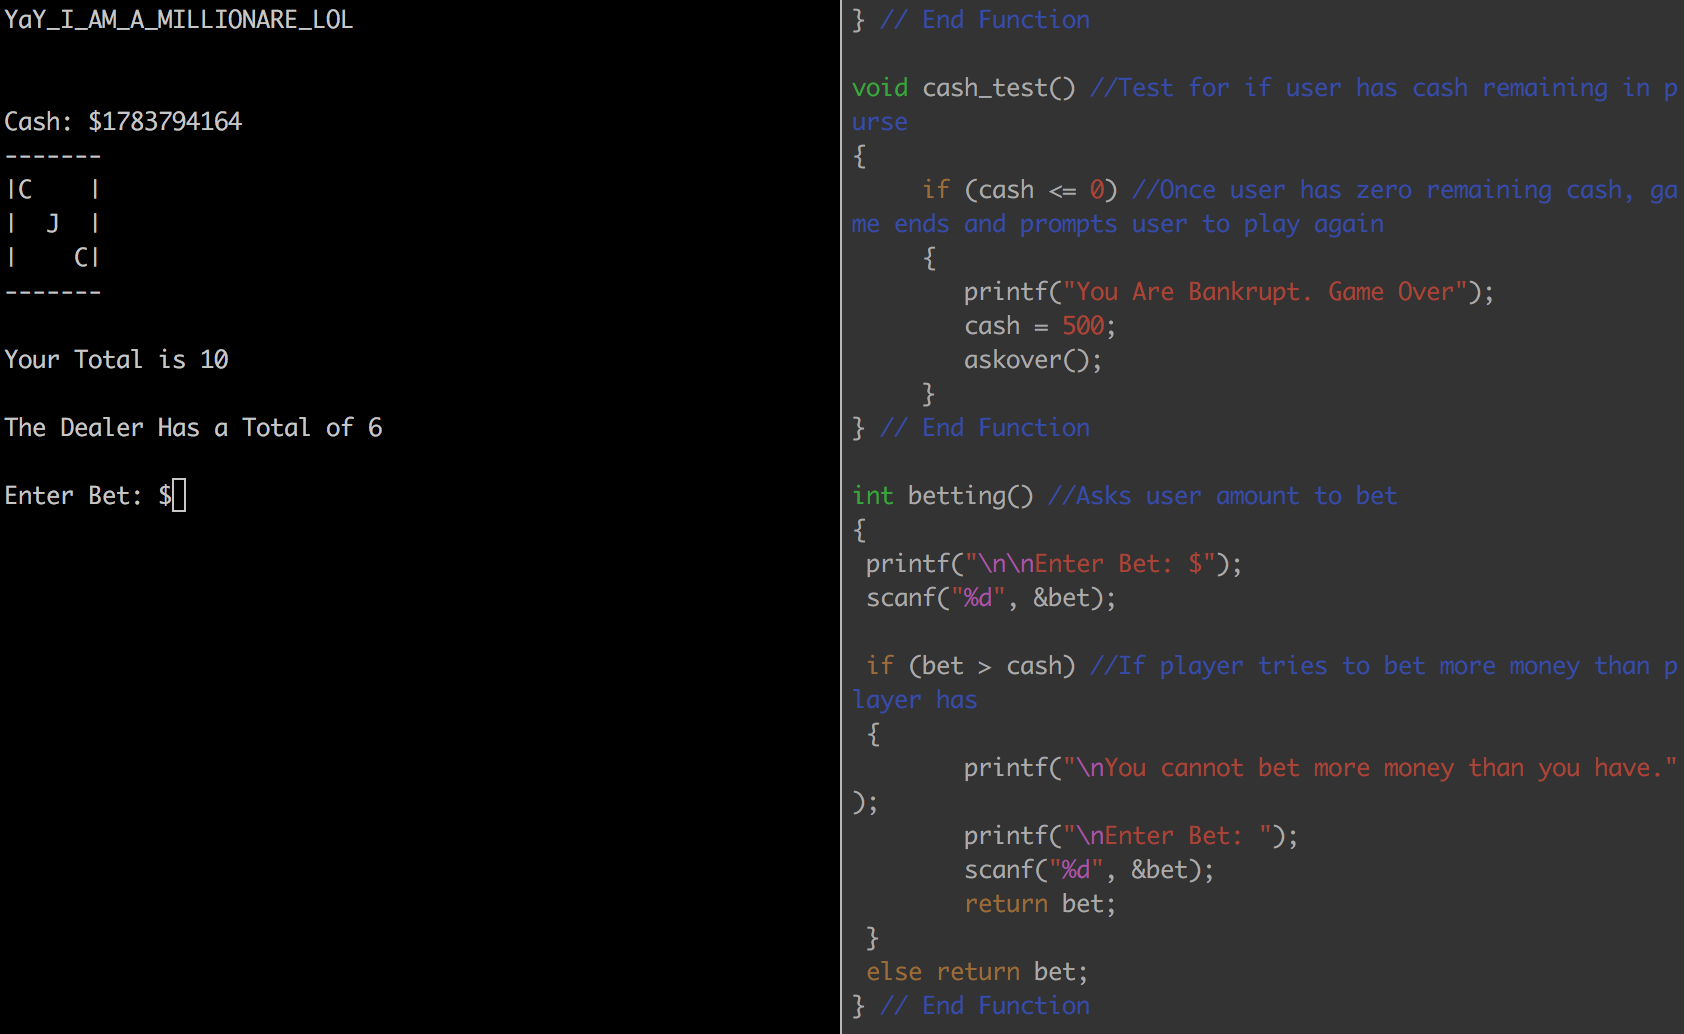 YaY_I_AM_A_MILLIONARE_LOL
Cash: $1783794164
-------
|C    |
|  J  |
|    C|
-------
Your Total is 10
The Dealer Has a Total of 6
Enter Bet: $
} // End Function
void cash_test() //Test for if user has cash remaining in p
urse
{
     if (cash <= 0) //Once user has zero remaining cash, ga
me ends and prompts user to play again
     {
        printf("You Are Bankrupt. Game Over");
        cash = 500;
        askover();
     }
} // End Function
int betting() //Asks user amount to bet
{
 printf("\n\nEnter Bet: $");
 scanf("%d", &bet);
 if (bet > cash) //If player tries to bet more money than p
layer has
 {
        printf("\nYou cannot bet more money than you have."
);
        printf("\nEnter Bet: ");
        scanf("%d", &bet);
        return bet;
 }
 else return bet;
} // End Function